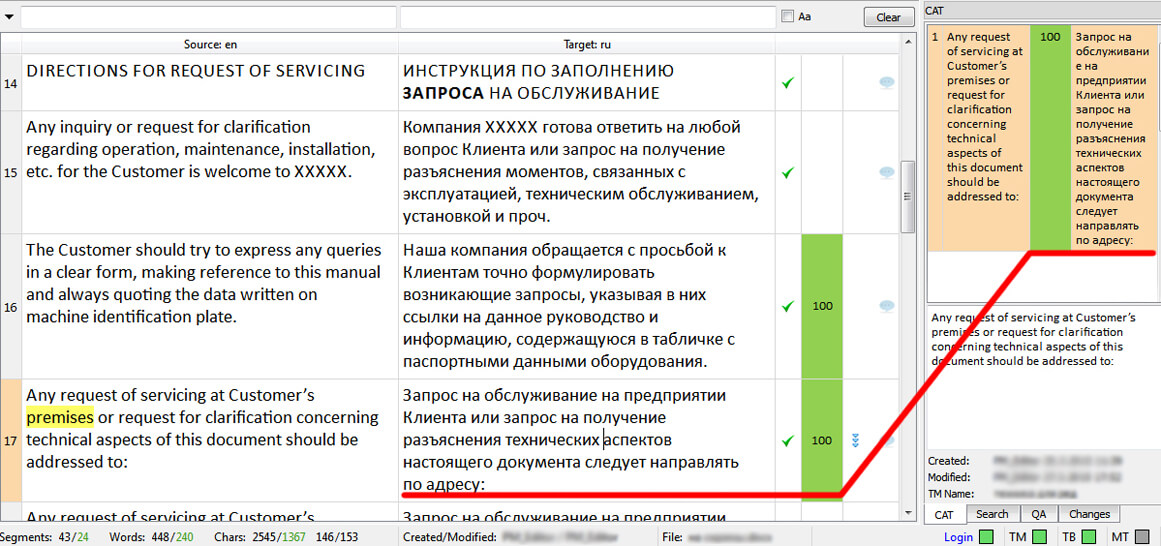 Aa
Clear
Source: en
Target: ru
14
DIRECTIONS FOR REQUEST OF SERVICING
ИНСТРУКЦИЯ ПО ЗАПОЛНЕНИЮ
ЗАПРОСА НА ОБСЛУЖИВАНИЕ
15
Any inquiry or request for clarification
regarding operation, maintenance, installation,
etc. for the Customer is welcome to XXXXX.
Компания XXXXX готова ответить на любой
вопрос Клиента или запрос на получение
разъяснения моментов, связанных с
эксплуатацией, техническим обслуживанием,
установкой и проч.
16
The Customer should try to express any queries
in a clear form, making reference to this manual
and always quoting the data written on
machine identification plate.
Наша компания обращается с просьбой к
Клиентам точно формулировать
возникающие запросы, указывая в них
ссылки на данное руководство и
информацию, содержащуюся в табличке с
паспортными данными оборудования.
100
17
Any request of servicing at Customer’s
premises or request for clarification concerning
technical aspects of this document should be
addressed to:
Запрос на обслуживание на предприятии
Клиента или запрос на получение
разъяснения технических аспектов
настоящего документа следует направлять
по адресу:
100
Any request of servicing at Customer’s
Запрос на обслуживание на предприятии
Segments: 43/24 Words: 448/240 Chars: 2545/1367 146/153 Created/Modified: File:
CAT
1
Any request
of servicing at
Customer’s
premises or
request for
clarification
concerning
technical
aspects of
this document
should be
addressed to:
100
Запрос на
обслуживани
е на
предприятии
Клиента или
запрос на
получение
разъяснения
технических
аспектов
настоящего
документа
следует
направлять
по адресу:
Any request of servicing at Customer’s
premises or request for clarification
concerning technical aspects of this
document should be addressed to:
Created:
Modified:
TM Name:
CAT Search QA Changes
Login TM TB MT